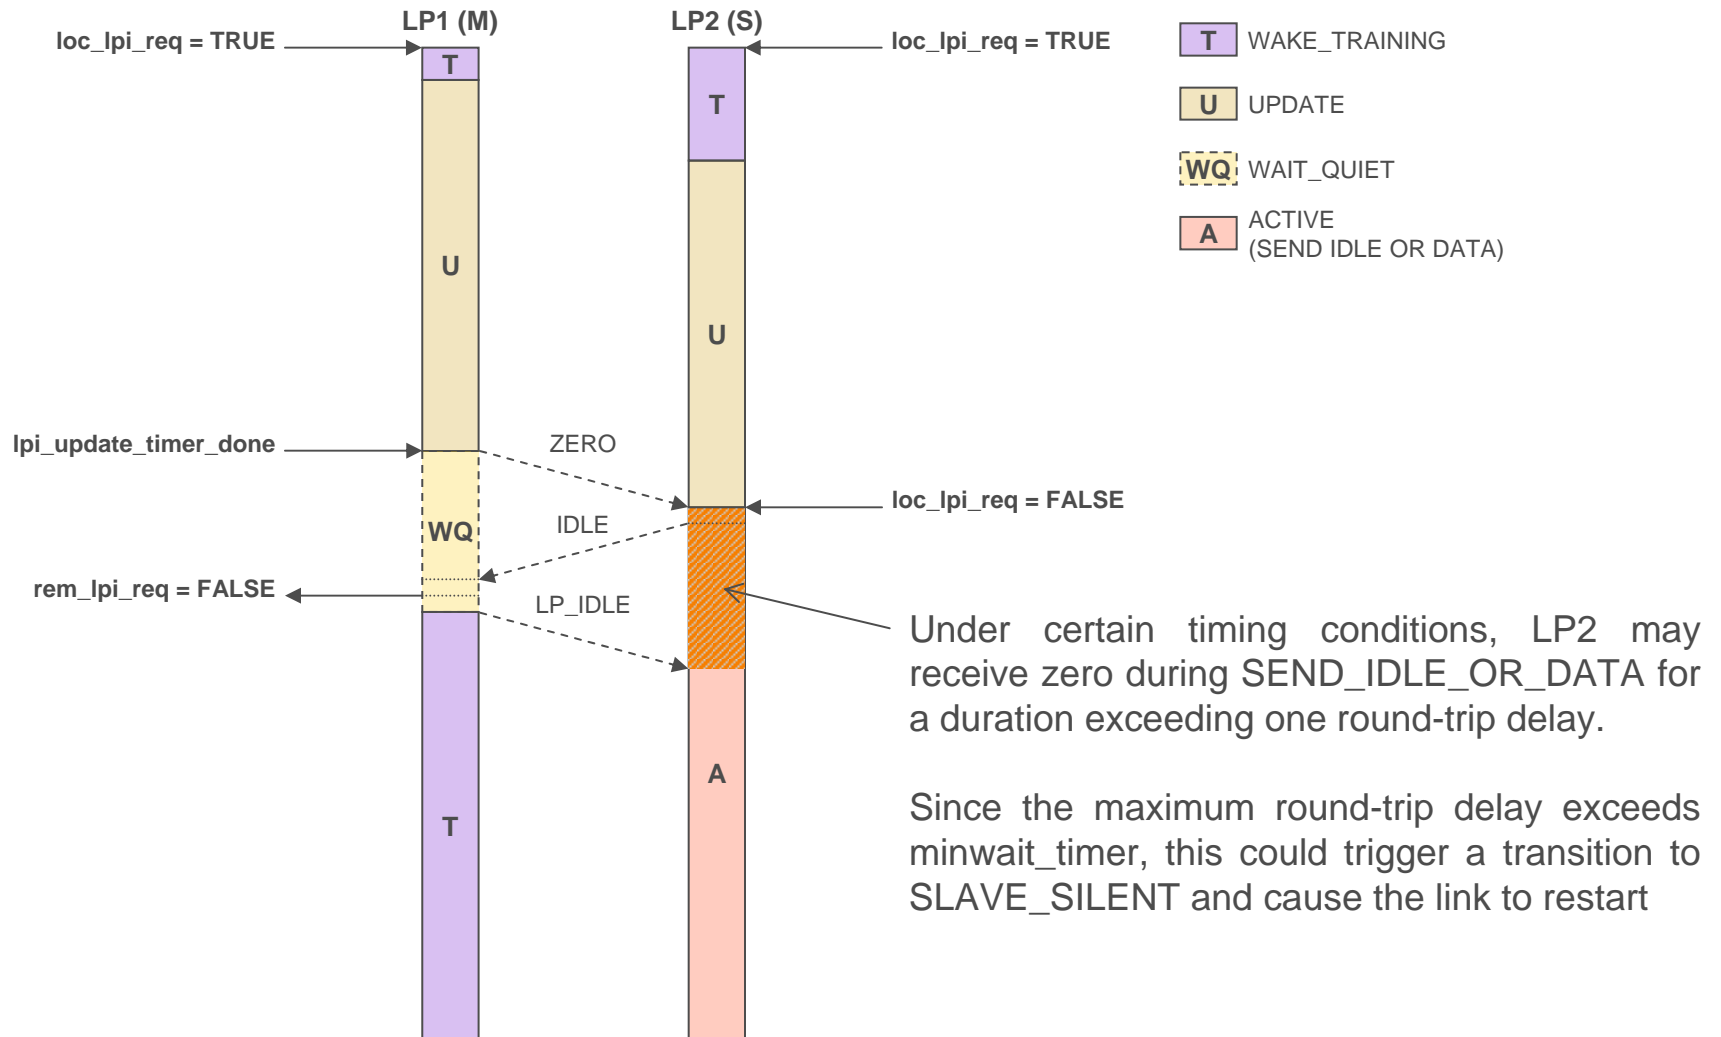 LP1 (M)
LP2 (S)
loc_lpi_req = TRUE
loc_lpi_req = TRUE
T
T
U
U
lpi_update_timer_done
ZERO
loc_lpi_req = FALSE
WQ
IDLE
rem_lpi_req = FALSE
LP_IDLE
A
T
T WAKE_TRAINING
U UPDATE
WQ WAIT_QUIET
A ACTIVE
(SEND IDLE OR DATA)
Under certain timing conditions, LP2 may
receive zero during SEND_IDLE_OR_DATA for
a duration exceeding one round-trip delay.
Since the maximum round-trip delay exceeds
minwait_timer, this could trigger a transition to
SLAVE_SILENT and cause the link to restart